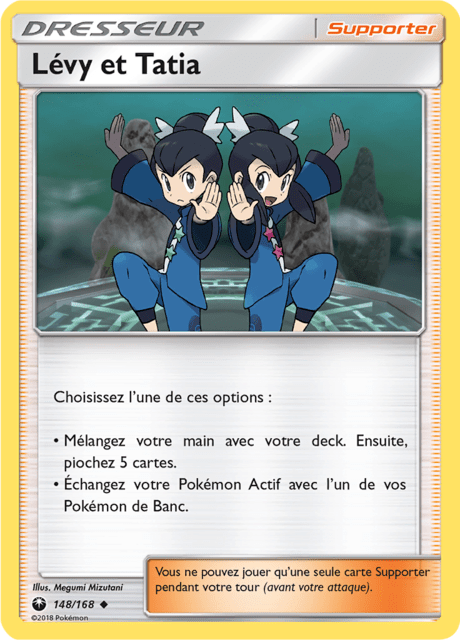 DRESSEUR Supporter
Lévy et Tatia
Choisissez l'une de ces options :
• Mélangez votre main avec votre deck. Ensuite,
piochez 5 cartes.
• Échangez votre Pokémon Actif avec l'un de vos
Pokémon de Banc.
Illus. Megumi Mizutani
148/168 ◆
©2018 Pokémon
Vous ne pouvez jouer qu'une seule carte Supporter
pendant votre tour (avant votre attaque).